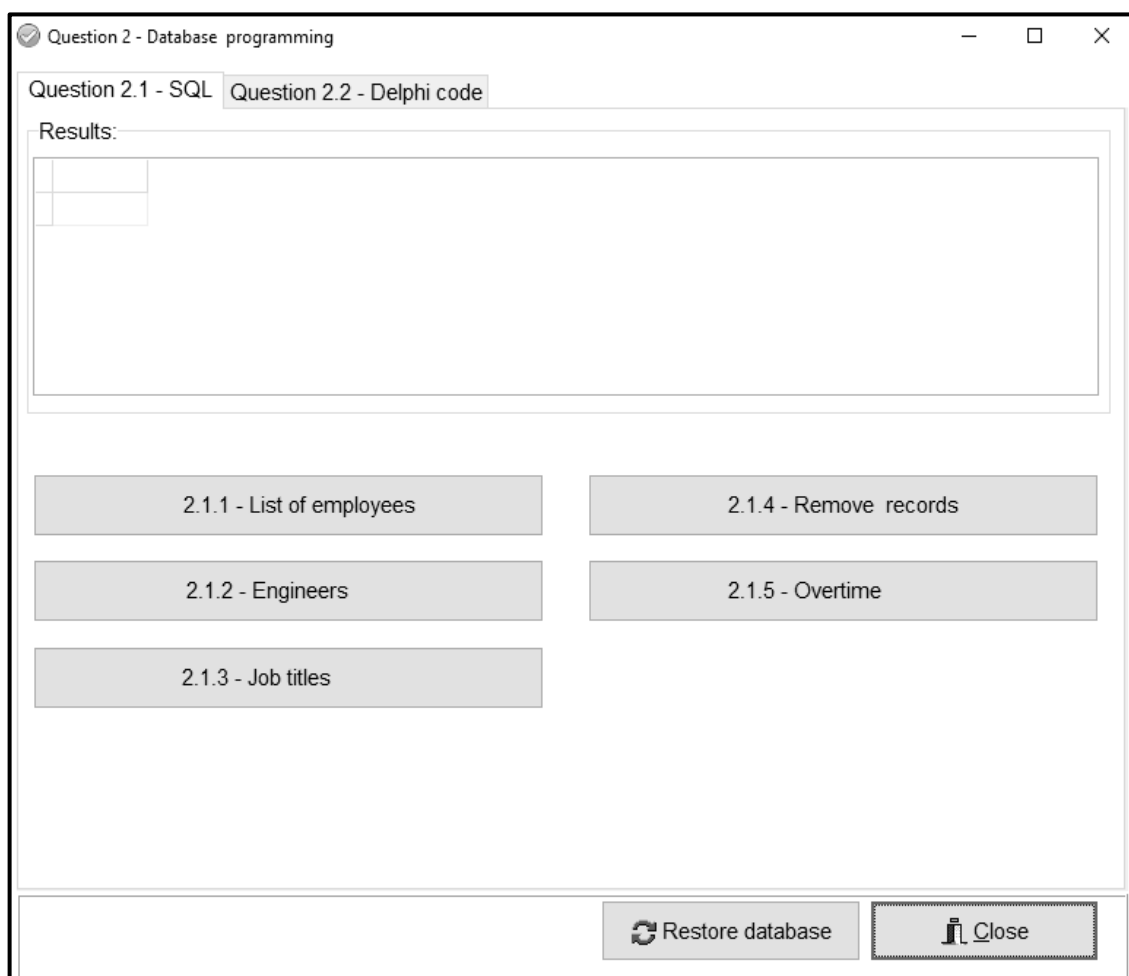 Question 2 - Database programming
Question 2.1 - SQL Question 2.2 - Delphi code
Results:
2.1.1 - List of employees
2.1.4 - Remove records
2.1.2 - Engineers
2.1.5 - Overtime
2.1.3 - Job titles
Restore database
Close